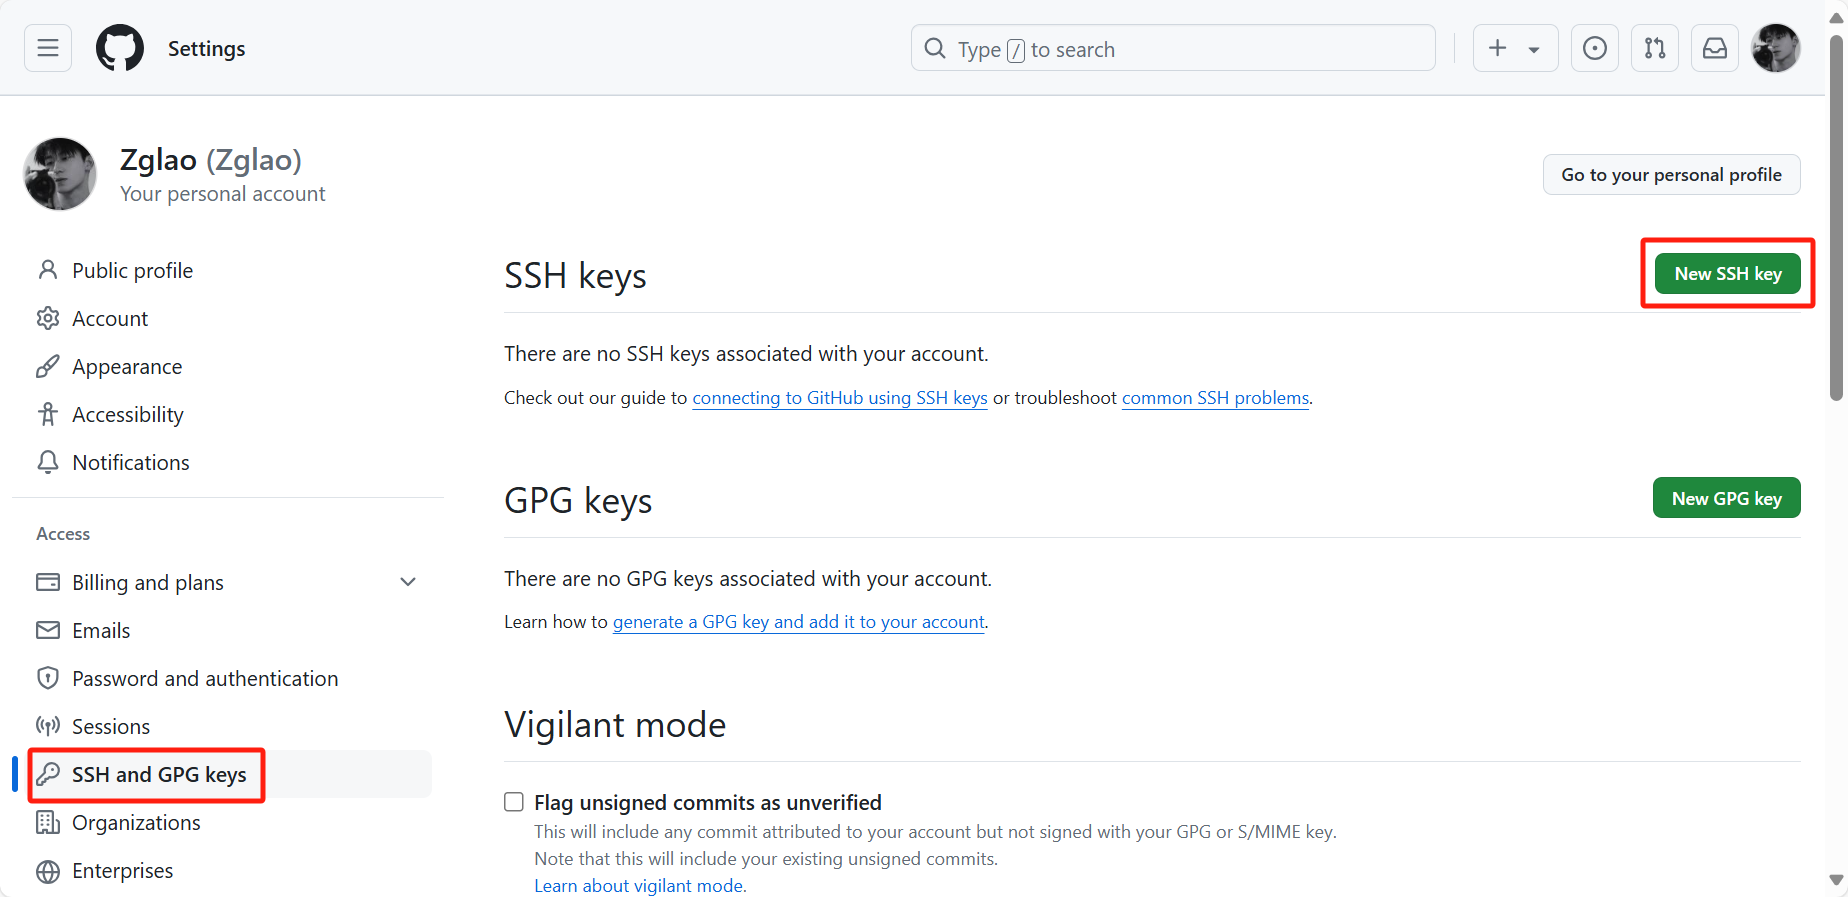 Settings
Type / to search
Zglao (Zglao)
Your personal account
Go to your personal profile
Public profile
Account
Appearance
Accessibility
Notifications
Access
Billing and plans
Emails
Password and authentication
Sessions
SSH and GPG keys
Organizations
Enterprises
SSH keys
New SSH key
There are no SSH keys associated with your account.
Check out our guide to connecting to GitHub using SSH keys or troubleshoot common SSH problems.
GPG keys
New GPG key
There are no GPG keys associated with your account.
Learn how to generate a GPG key and add it to your account.
Vigilant mode
Flag unsigned commits as unverified
This will include any commit attributed to your account but not signed with your GPG or S/MIME key.
Note that this will include your existing unsigned commits.
Learn about vigilant mode.